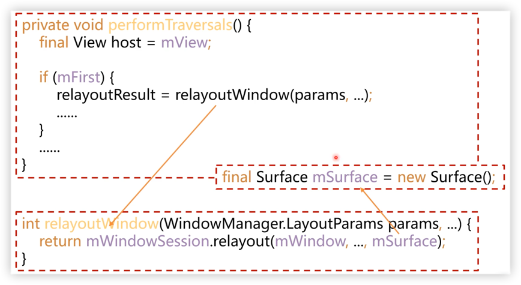 private void performTraversals() {
final View host = mView;
if (mFirst) {
relayoutResult = relayoutWindow(params, ...);
......
}
......
}
final Surface mSurface = new Surface();
int relayoutWindow(WindowManager.LayoutParams params, ...) {
return mWindowSession.relayout(mWindow, ..., mSurface);
}